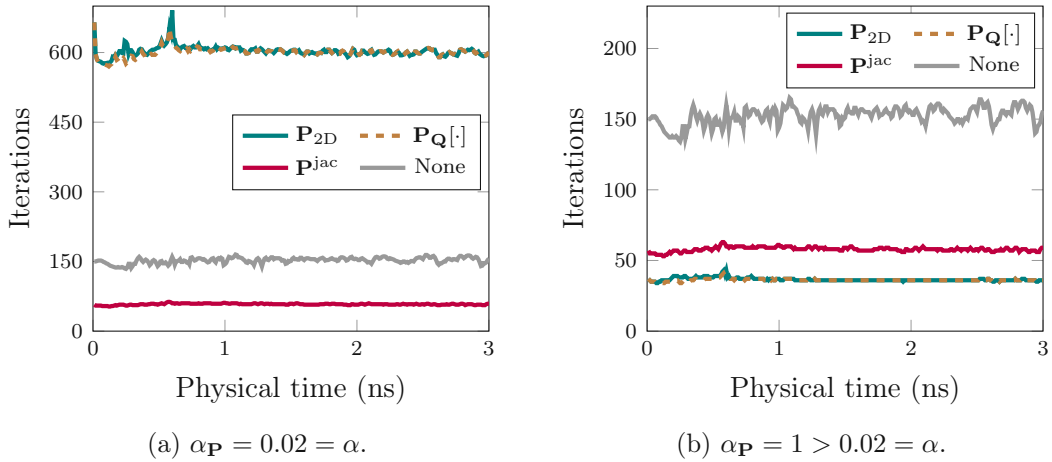 600
450
300
150
0
Iterations
P2D
PQ[·]
Pjac
None
0 1 2 3
Physical time (ns)
(a) αP = 0.02 = α.
200
150
100
50
0
Iterations
P2D
PQ[·]
Pjac
None
0 1 2 3
Physical time (ns)
(b) αP = 1 > 0.02 = α.